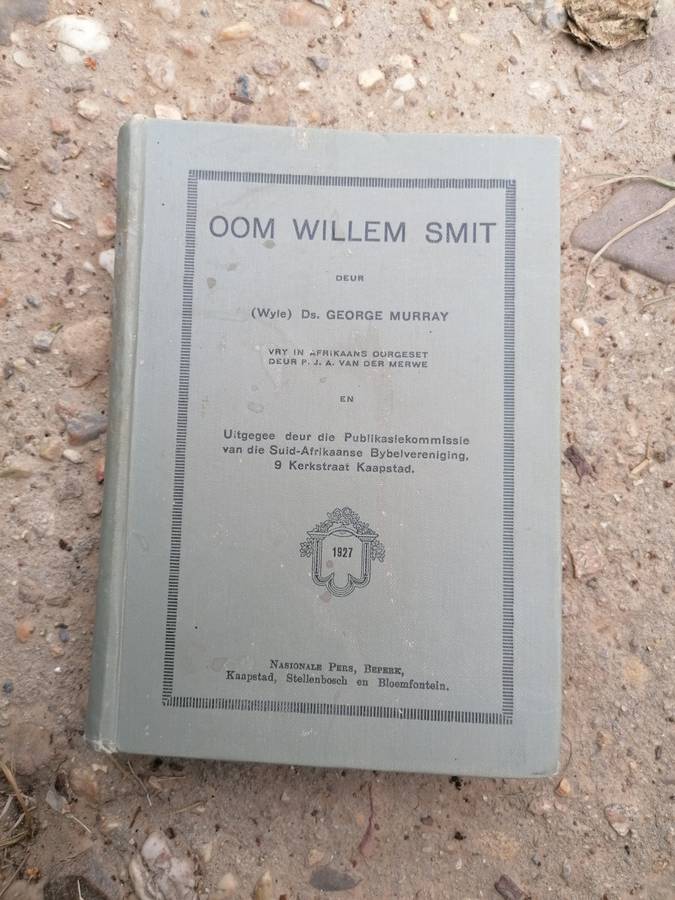 OOM WILLEM SMIT
DEUR
(Wyle) Ds. GEORGE MURRAY
VRY IN AFRIKAANS OORGESET
DEUR P. J. A. VAN DER MERWE
EN
Uitgegee deur die Publikasiekommissie
van die Suid-Afrikaanse Bybelvereniging,
9 Kerkstraat Kaapstad.
1927
NASIONALE PERS, BEPERK,
Kaapstad, Stellenbosch en Bloemfontein.